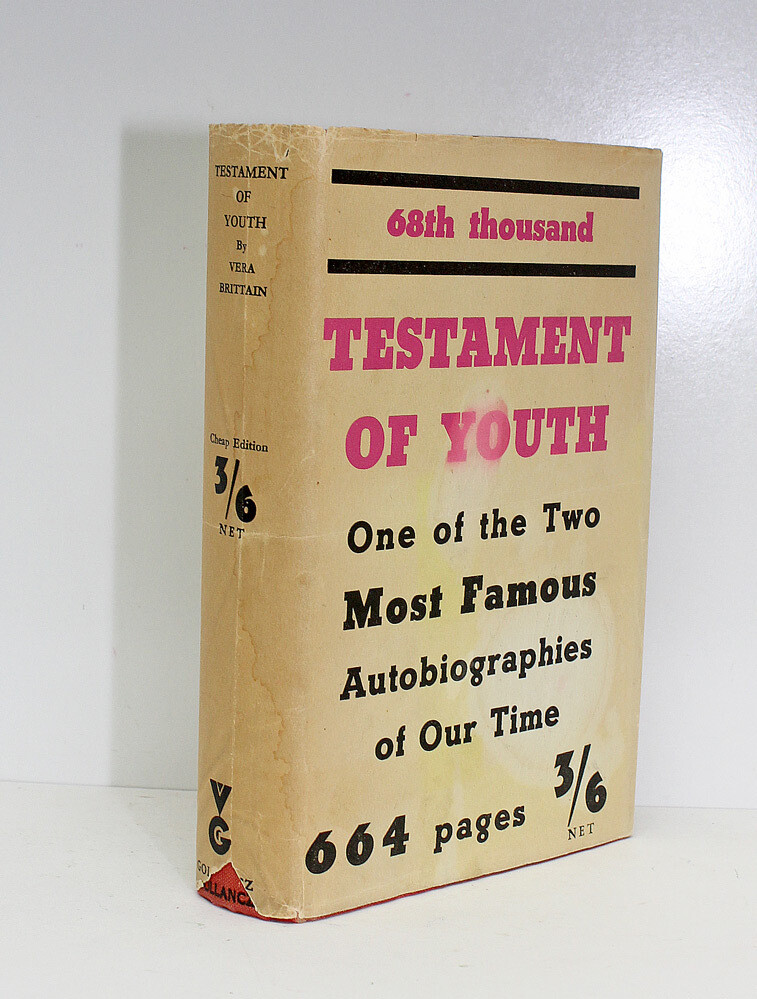 TESTAMENT
OF
YOUTH
By
VERA
BRITTAIN
Cheap Edition
3/6
NET
VG
68th thousand
TESTAMENT
OF YOUTH
One of the Two
Most Famous
Autobiographies
of Our Time
664 pages
3/6
NET